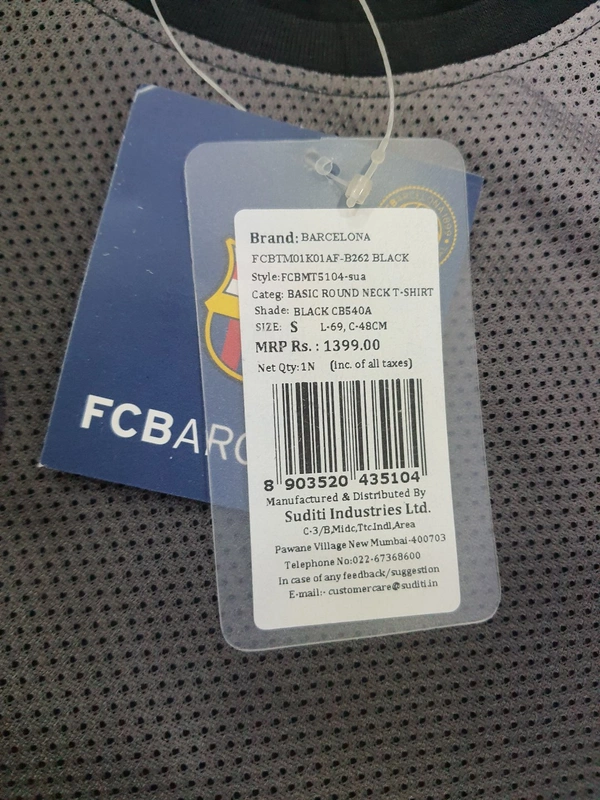 Brand: BARCELONA
FCBTM01K01AF-B262 BLACK
Style:FCBMT5104-sua
Categ: BASIC ROUND NECK T-SHIRT
Shade: BLACK CB540A
SIZE: S L-69, C-48CM
MRP Rs. : 1399.00
Net Qty:1N (inc. of all taxes)
8 903520 435104
Manufactured & Distributed By
Suditi Industries Ltd.
C-3/B,Midc,Ttc.Indl,Area
Pawane Village New Mumbai-400703
Telephone No:022-67368600
In case of any feedback/suggestion
E-mail:- customercare@suditi.in
FCBARC